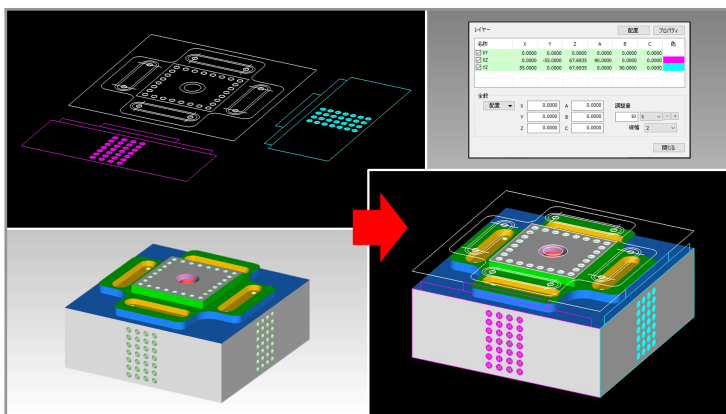 レイヤー
配置 プロパティ
名称 X Y Z A B C 色
XY 0.0000 0.0000 0.0000 0.0000 0.0000 0.0000
XZ 0.0000 -55.0000 67.6935 90.0000 0.0000 0.0000
YZ 55.0000 0.0000 67.6935 0.0000 90.0000 0.0000
全般
配置 X 0.0000 A 0.0000 調整量
Y 0.0000 B 0.0000 10 X - +
Z 0.0000 C 0.0000 線幅 2
閉じる